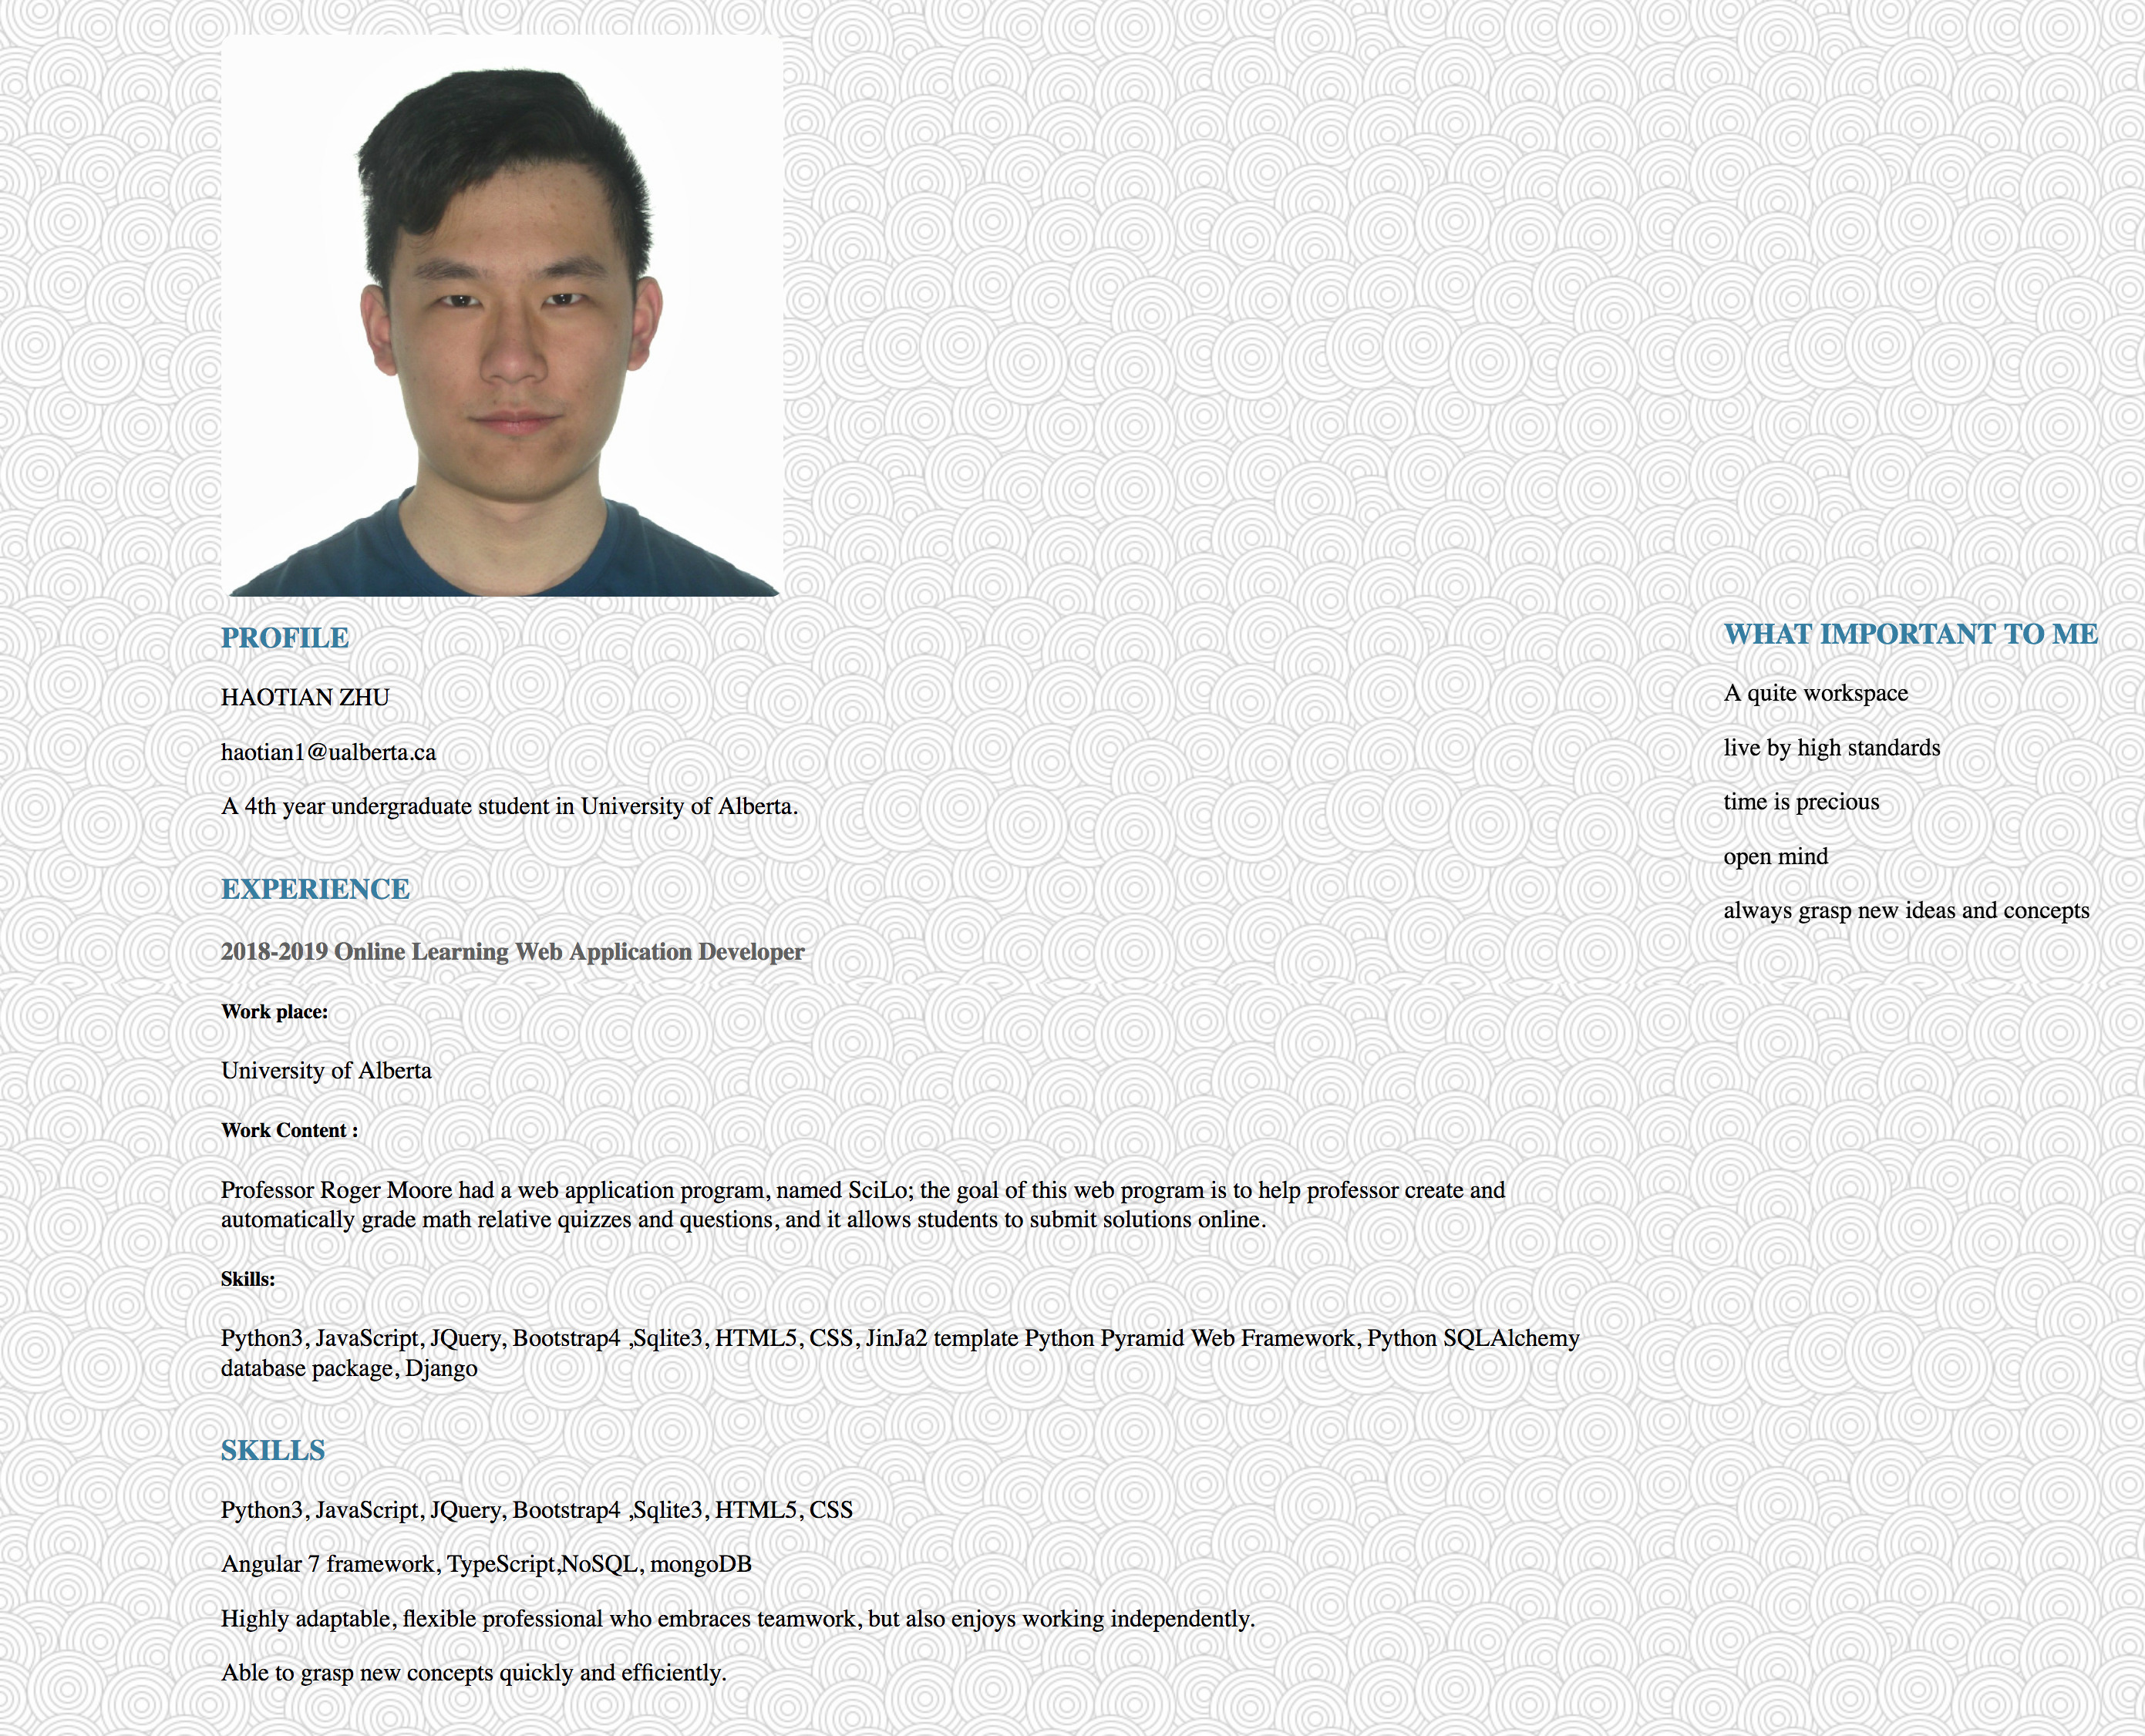 PROFILE
HAOTIAN ZHU
haotian1@ualberta.ca
A 4th year undergraduate student in University of Alberta.
EXPERIENCE
2018-2019 Online Learning Web Application Developer
Work place:
University of Alberta
Work Content :
Professor Roger Moore had a web application program, named SciLo; the goal of this web program is to help professor create and
automatically grade math relative quizzes and questions, and it allows students to submit solutions online.
Skills:
Python3, JavaScript, JQuery, Bootstrap4 ,Sqlite3, HTML5, CSS, JinJa2 template Python Pyramid Web Framework, Python SQLAlchemy
database package, Django
SKILLS
Python3, JavaScript, JQuery, Bootstrap4 ,Sqlite3, HTML5, CSS
Angular 7 framework, TypeScript,NoSQL, mongoDB
Highly adaptable, flexible professional who embraces teamwork, but also enjoys working independently.
Able to grasp new concepts quickly and efficiently.
WHAT IMPORTANT TO ME
A quite workspace
live by high standards
time is precious
open mind
always grasp new ideas and concepts